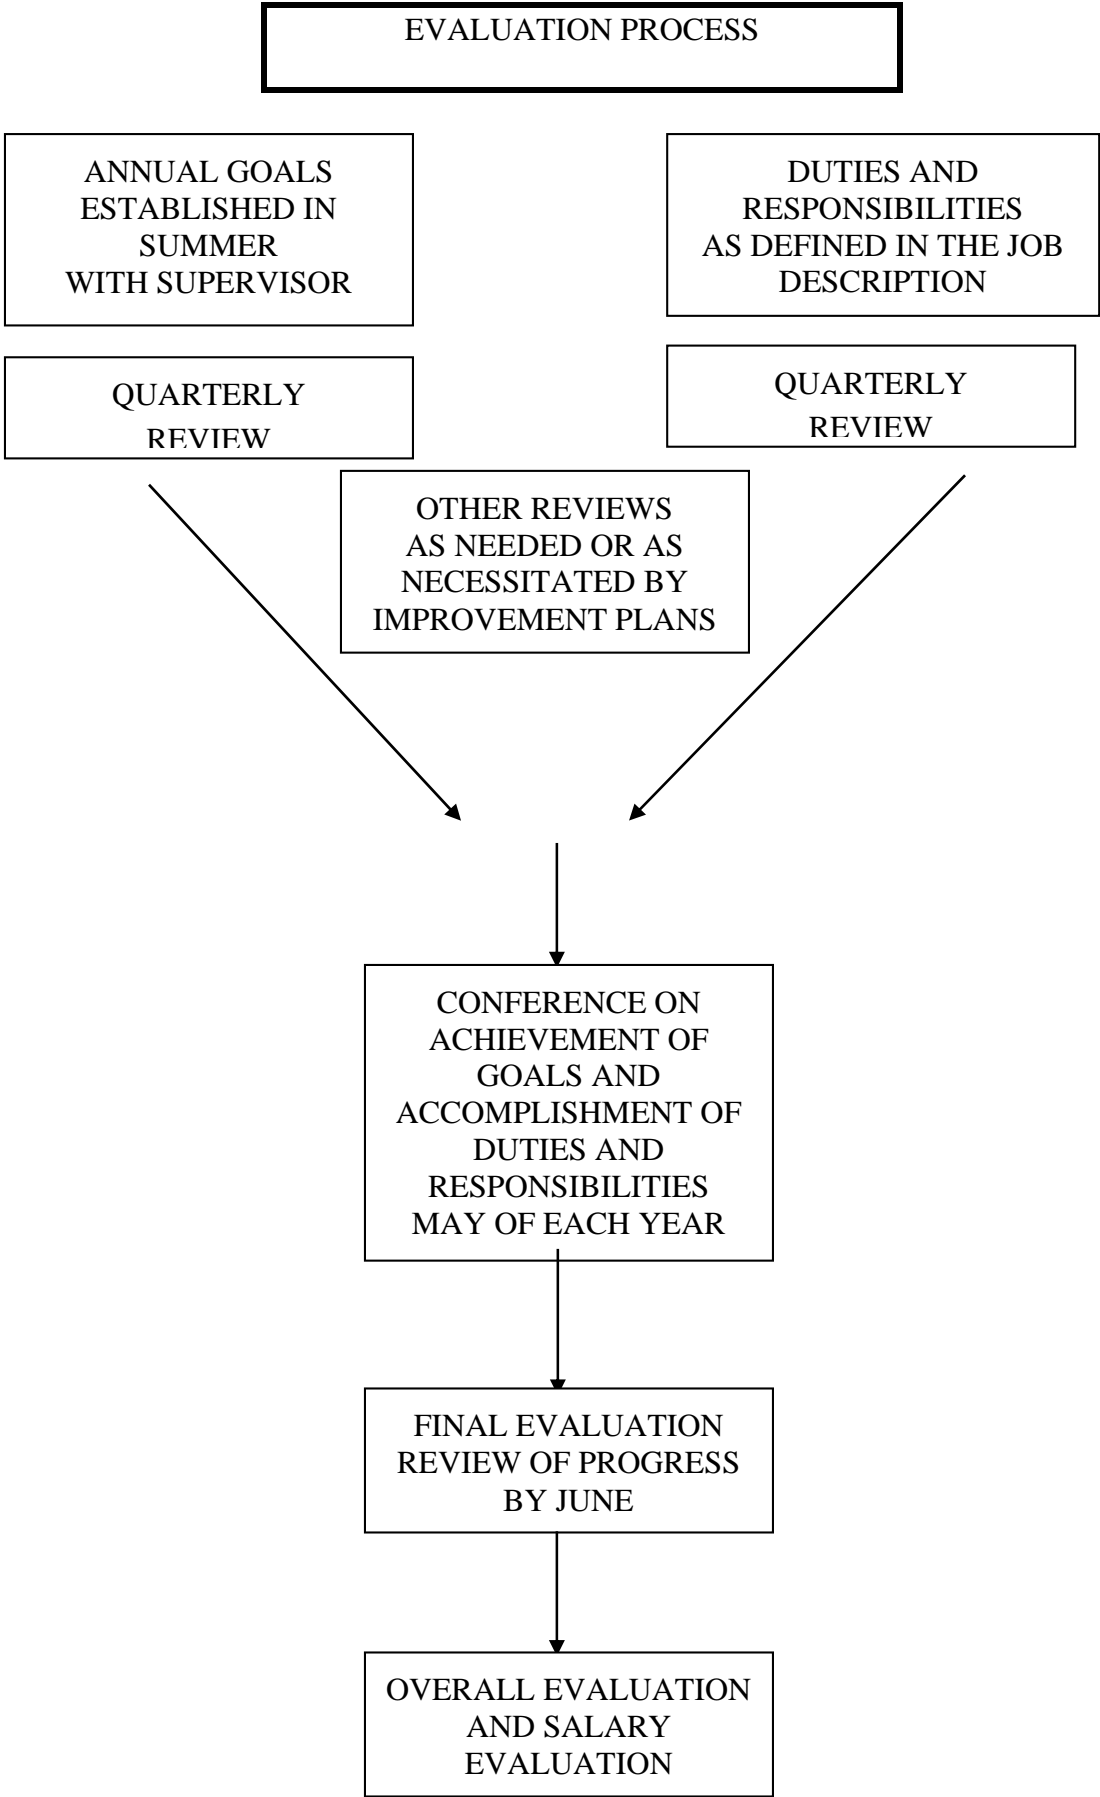 EVALUATION PROCESS
ANNUAL GOALS
ESTABLISHED IN
SUMMER
WITH SUPERVISOR
DUTIES AND
RESPONSIBILITIES
AS DEFINED IN THE JOB
DESCRIPTION
QUARTERLY
REVIEW
QUARTERLY
REVIEW
OTHER REVIEWS
AS NEEDED OR AS
NECESSITATED BY
IMPROVEMENT PLANS
CONFERENCE ON
ACHIEVEMENT OF
GOALS AND
ACCOMPLISHMENT OF
DUTIES AND
RESPONSIBILITIES
MAY OF EACH YEAR
FINAL EVALUATION
REVIEW OF PROGRESS
BY JUNE
OVERALL EVALUATION
AND SALARY
EVALUATION